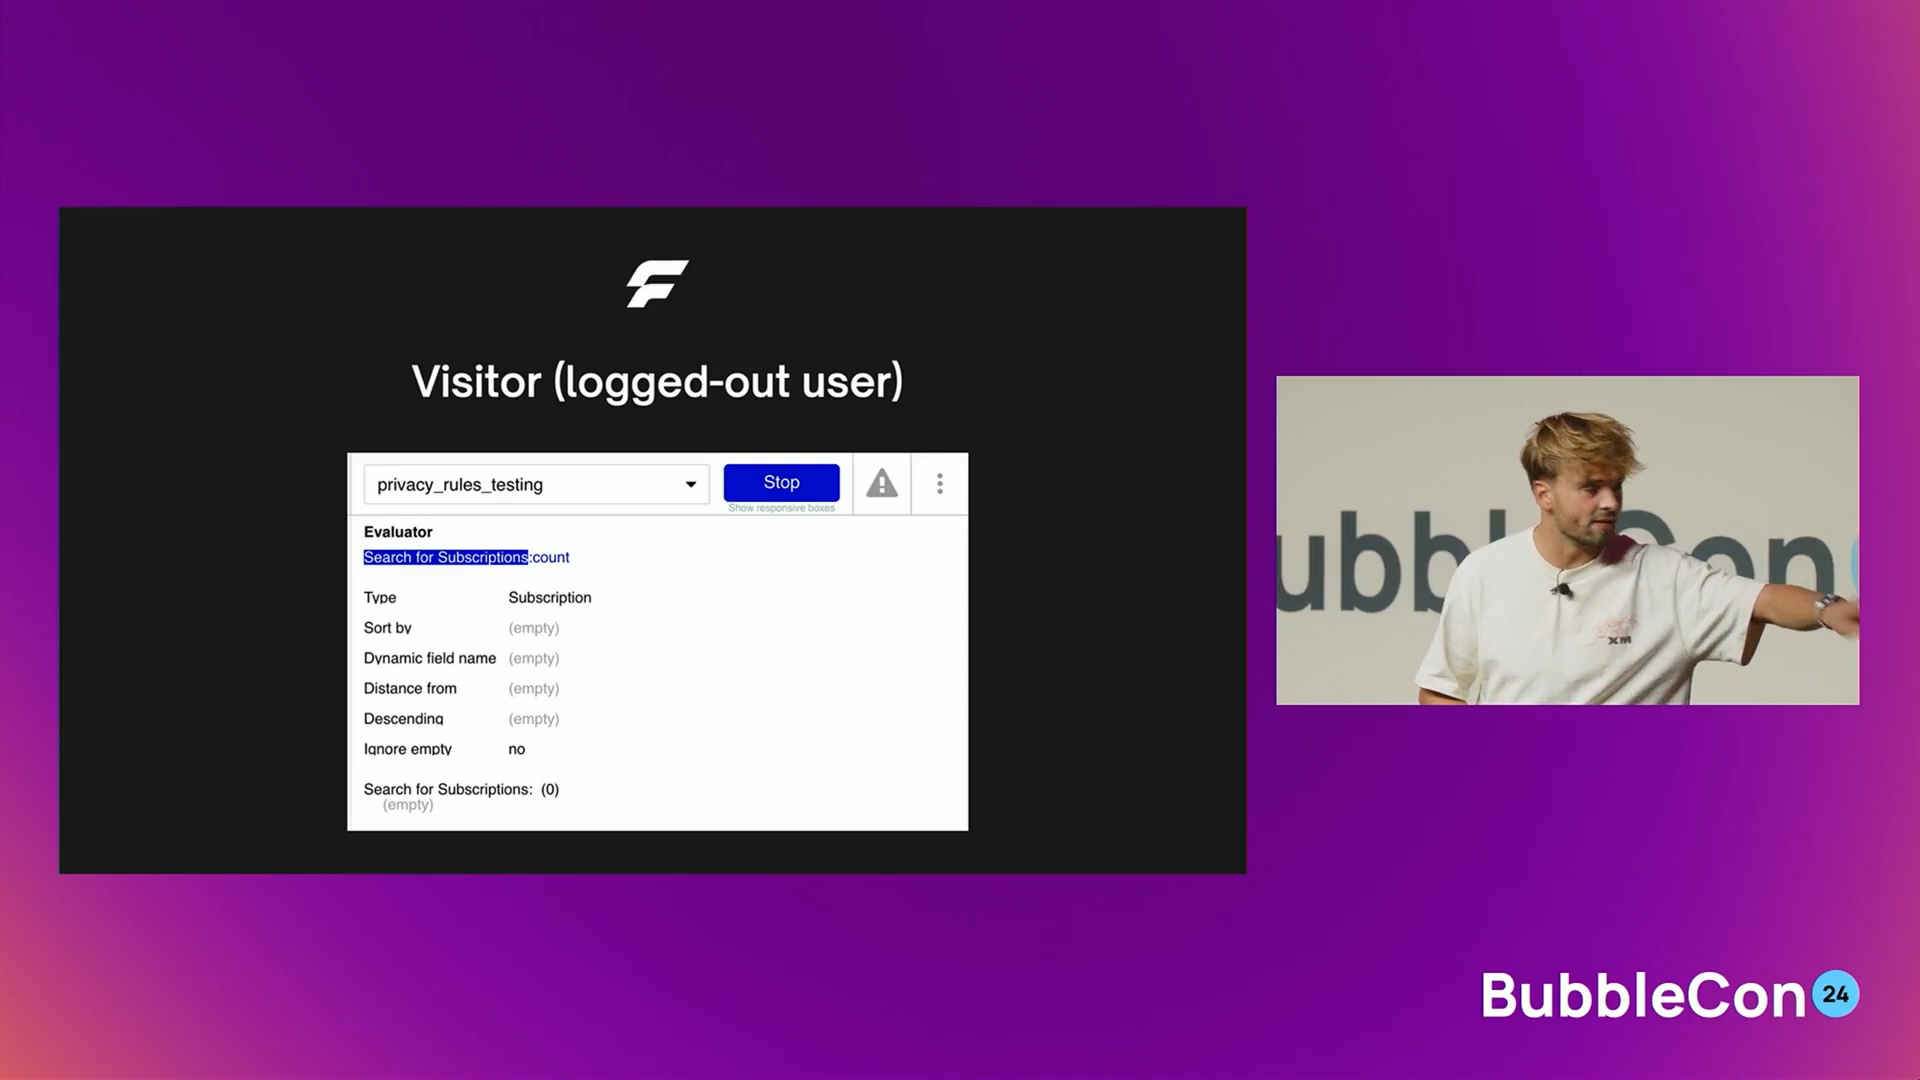 Visitor (logged-out user)
privacy_rules_testing
Stop
Show responsive boxes
Evaluator
Search for Subscriptions:count
Type Subscription
Sort by (empty)
Dynamic field name (empty)
Distance from (empty)
Descending (empty)
Ignore empty no
Search for Subscriptions: (0)
(empty)
ubbleCon
XM
BubbleCon 24